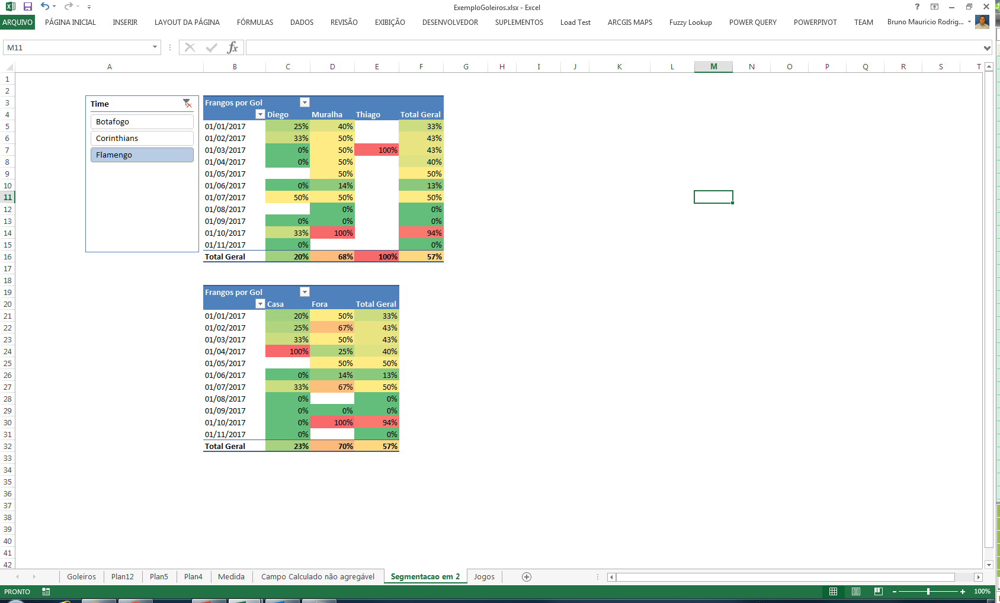 ExemploGoleiros.xlsx - Excel
ARQUIVO PÁGINA INICIAL INSERIR LAYOUT DA PÁGINA FÓRMULAS DADOS REVISÃO EXIBIÇÃO DESENVOLVEDOR SUPLEMENTOS Load Test ARCGIS MAPS Fuzzy Lookup POWER QUERY POWERPIVOT TEAM Bruno Mauricio Rodrig...
M11 fx
A B C D E F G H I J K L M N O P Q R S T
1
2
3 Time Frangos por Gol
4 Diego Muralha Thiago Total Geral
Botafogo
5 01/01/2017 25% 40% 33%
6 Corinthians 01/02/2017 33% 50% 43%
7 01/03/2017 0% 50% 100% 43%
Flamengo
8 01/04/2017 0% 50% 40%
9 01/05/2017 50% 50%
10 01/06/2017 0% 14% 13%
11 01/07/2017 50% 50% 50%
12 01/08/2017 0% 0%
13 01/09/2017 0% 0% 0%
14 01/10/2017 33% 100% 94%
15 01/11/2017 0% 0%
16 Total Geral 20% 68% 100% 57%
17
18
19 Frangos por Gol
20 Casa Fora Total Geral
21 01/01/2017 20% 50% 33%
22 01/02/2017 25% 67% 43%
23 01/03/2017 33% 50% 43%
24 01/04/2017 100% 25% 40%
25 01/05/2017 50% 50%
26 01/06/2017 0% 14% 13%
27 01/07/2017 33% 67% 50%
28 01/08/2017 0% 0%
29 01/09/2017 0% 0% 0%
30 01/10/2017 0% 100% 94%
31 01/11/2017 0% 0%
32 Total Geral 23% 70% 57%
33
34
35
36
37
38
39
40
41
42
Goleiros Plan12 Plan5 Plan4 Medida Campo Calculado não agregável Segmentacao em 2 Jogos
PRONTO 100%